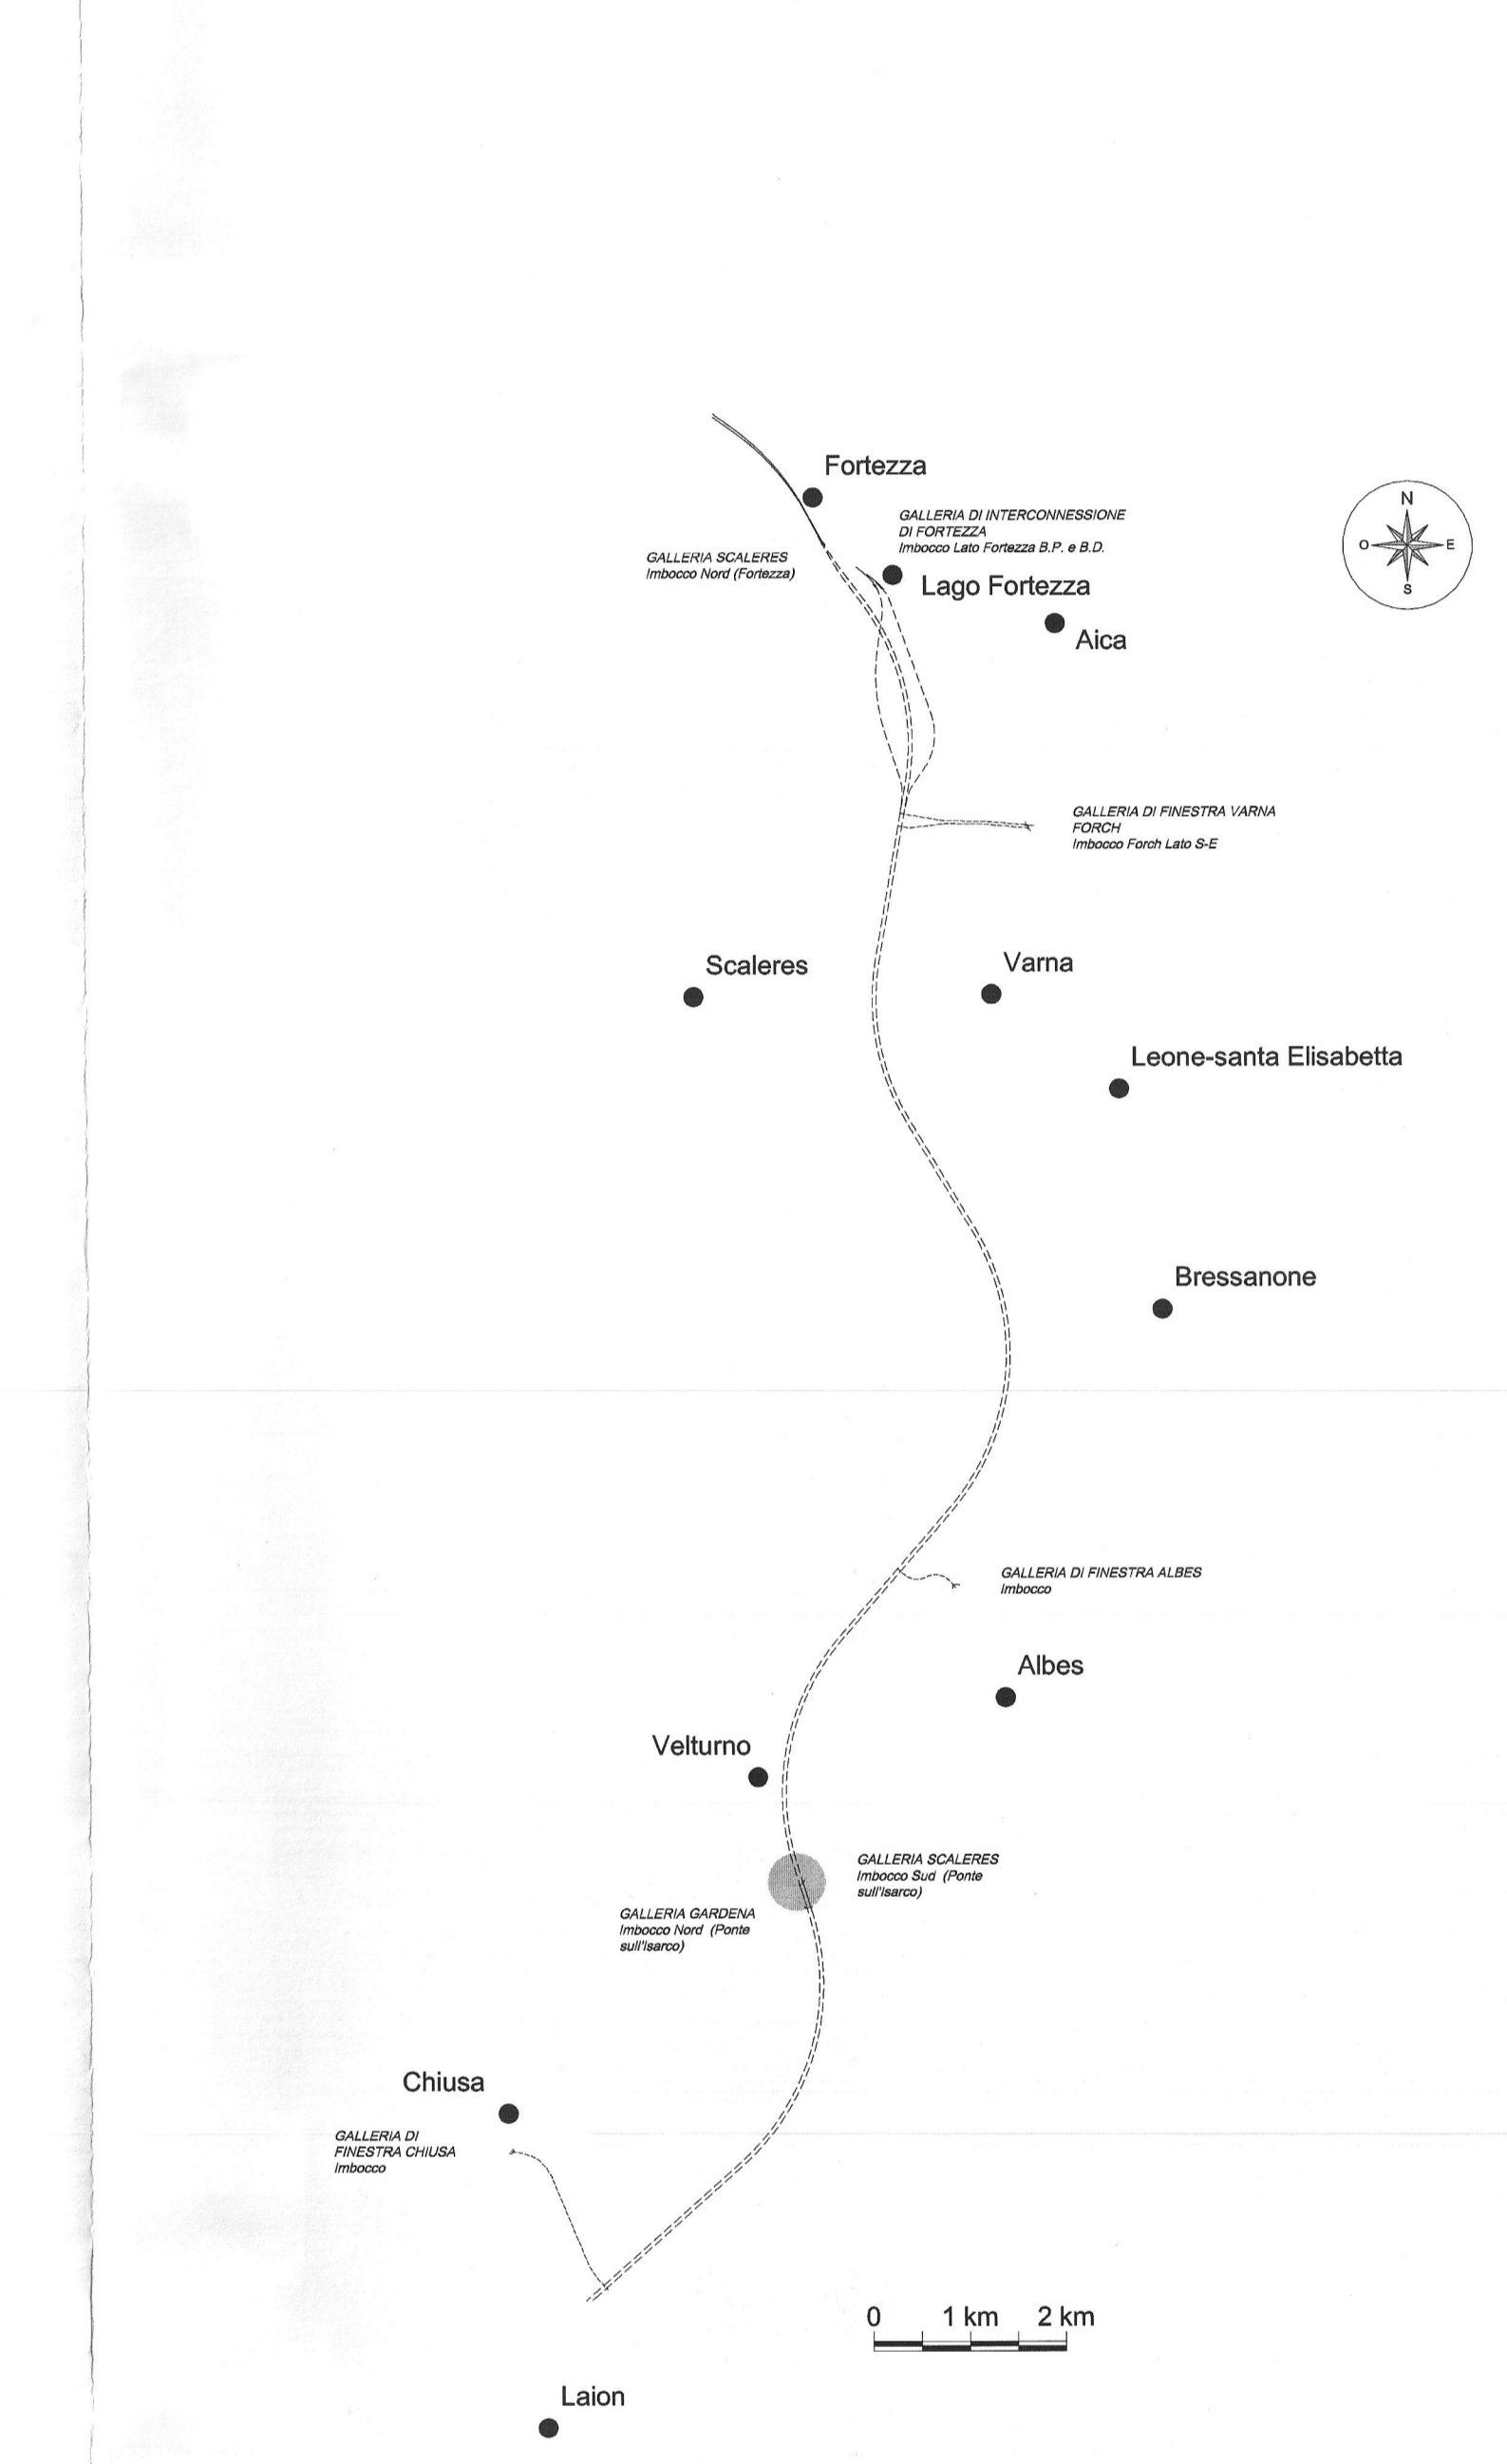 Fortezza
GALLERIA DI INTERCONNESSIONE
DI FORTEZZA
Imbocco Lato Fortezza B.P. e B.D.
N
O
E
S
GALLERIA SCALERES
Imbocco Nord (Fortezza)
Lago Fortezza
Aica
GALLERIA DI FINESTRA VARNA
FORCH
Imbocco Forch Lato S-E
Scaleres
Varna
Leone-santa Elisabetta
Bressanone
GALLERIA DI FINESTRA ALBES
Imbocco
Albes
Velturno
GALLERIA SCALERES
Imbocco Sud (Ponte
sull'Isarco)
GALLERIA GARDENA
Imbocco Nord (Ponte
sull'Isarco)
Chiusa
GALLERIA DI
FINESTRA CHIUSA
Imbocco
0 1 km 2 km
Laion